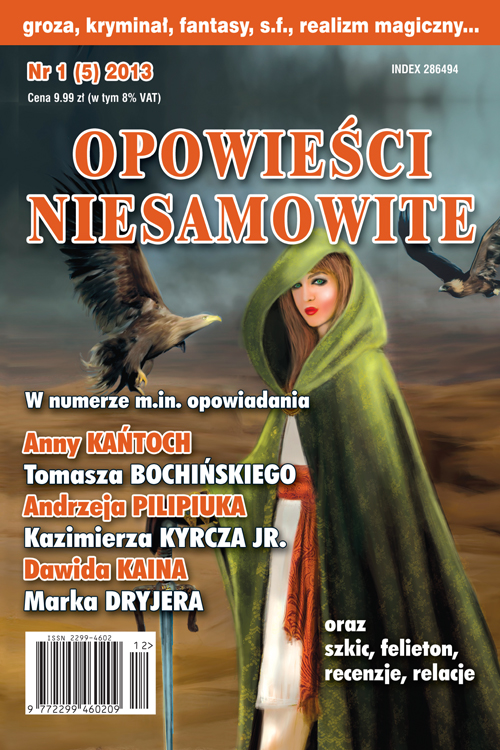 groza, kryminał, fantasy, s.f., realizm magiczny...
Nr 1 (5) 2013
INDEX 286494
Cena 9.99 zł (w tym 8% VAT)
OPOWIEŚCI
NIESAMOWITE
W numerze m.in. opowiadania
Anny KAŃTOCH
Tomasza BOCHIŃSKIEGO
Andrzeja PILIPIUKA
Kazimierza KYRCZA JR.
Dawida KAINA
Marka DRYJERA
oraz
szkic, felieton,
recenzje, relacje
ISSN 2299-4602
12>
9 772299 460209